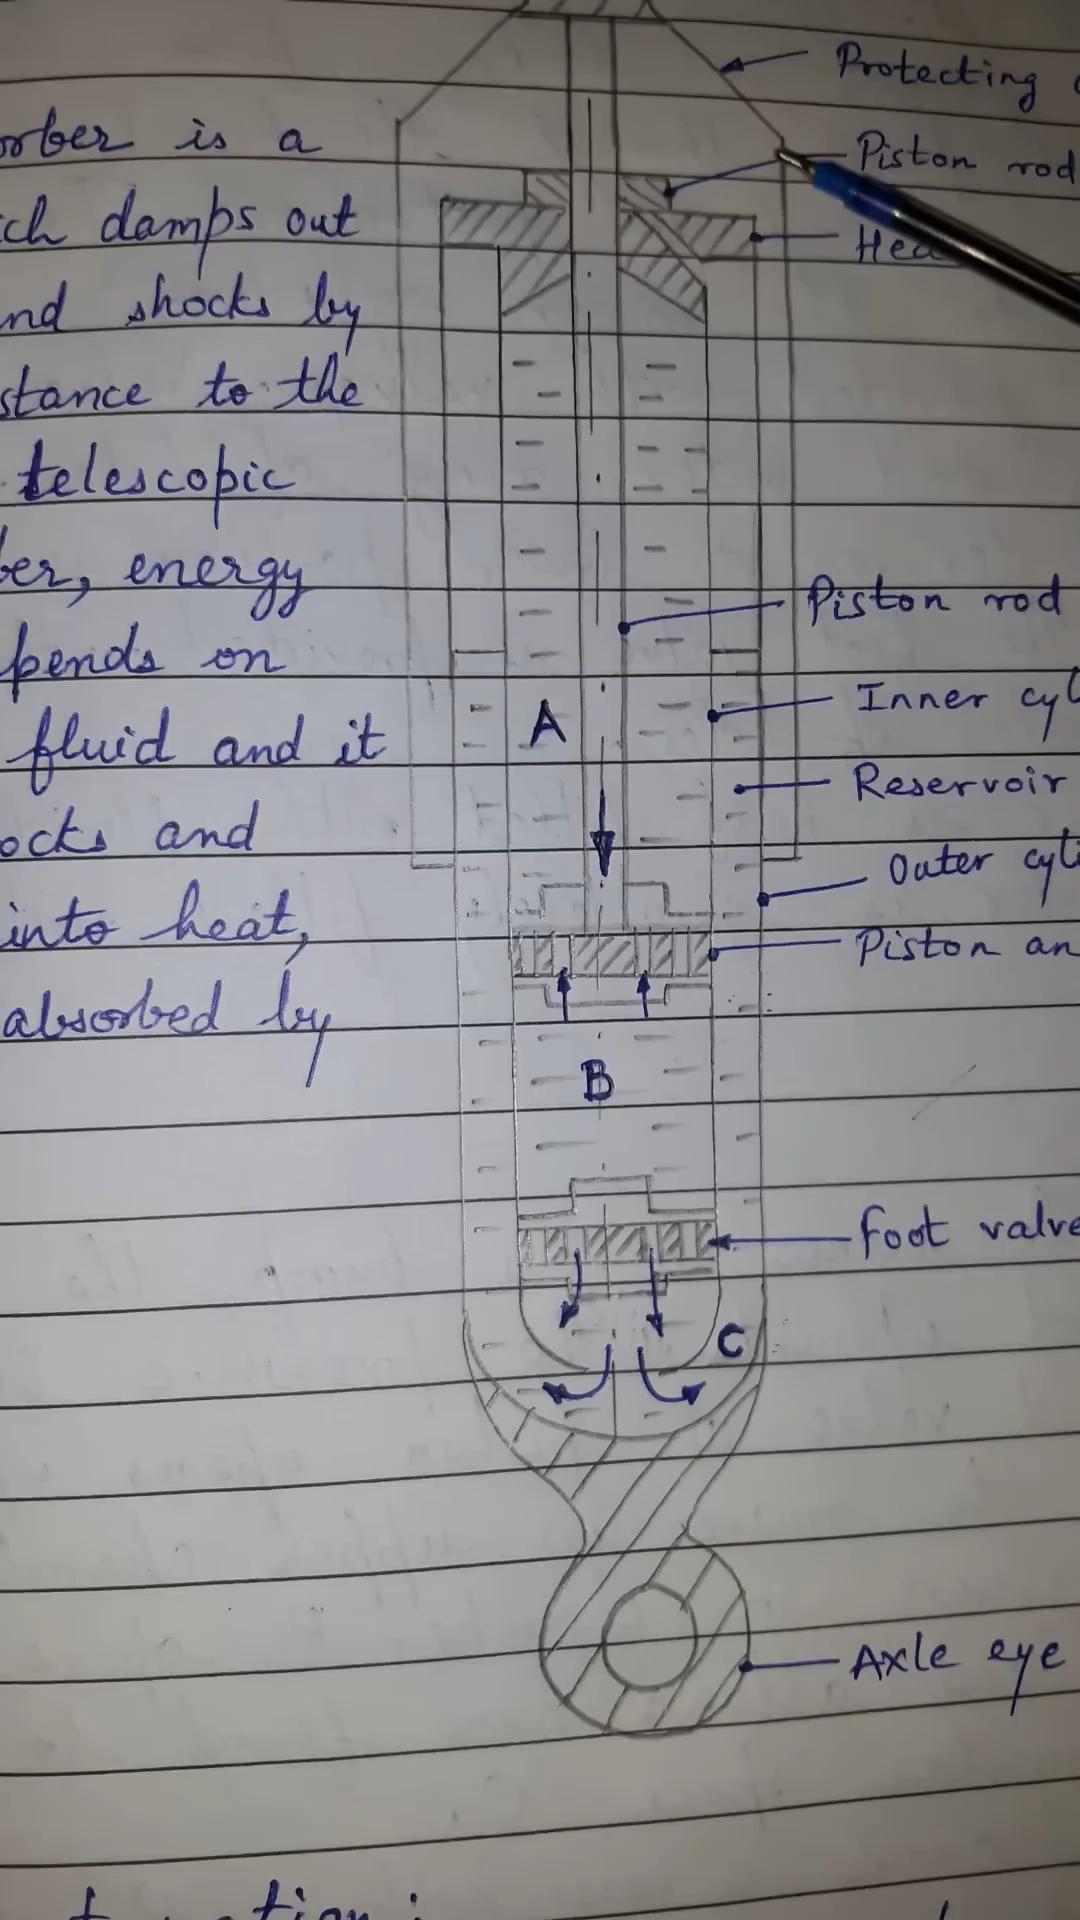 Protecting
orber is a
Piston rod
ch damps out
Hea
nd shocks by
stance to the
telescopic
ber, energy
Piston rod
pends on
Inner cyl
A
fluid and it
Reservoir
ocks and
Outer cyli
into heat,
Piston an
absorbed by
B
Foot valve
C
Axle eye